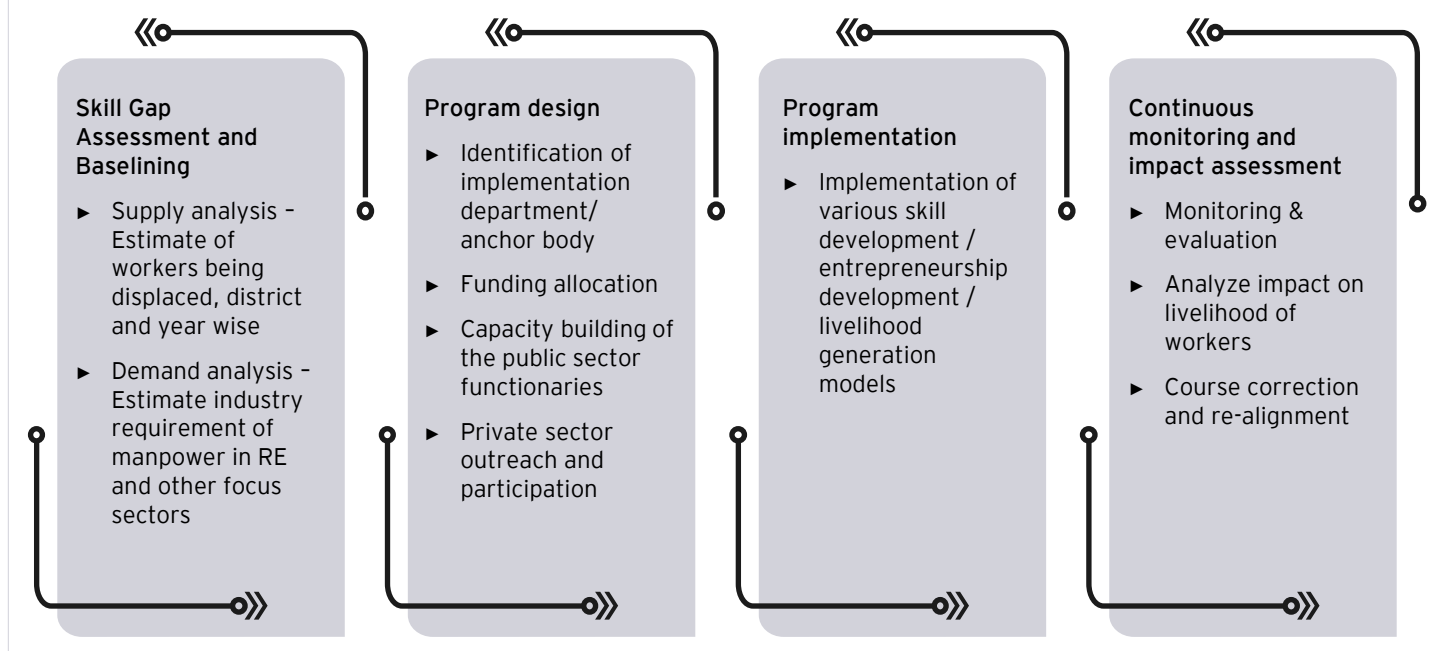 Skill Gap
Assessment and
Baselining
► Supply analysis –
Estimate of
workers being
displaced, district
and year wise
► Demand analysis –
Estimate industry
requirement of
manpower in RE
and other focus
sectors
Program design
► Identification of
implementation
department/
anchor body
► Funding allocation
► Capacity building of
the public sector
functionaries
► Private sector
outreach and
participation
Program
implementation
► Implementation of
various skill
development /
entrepreneurship
development /
livelihood
generation
models
Continuous
monitoring and
impact assessment
► Monitoring &
evaluation
► Analyze impact on
livelihood of
workers
► Course correction
and re-alignment